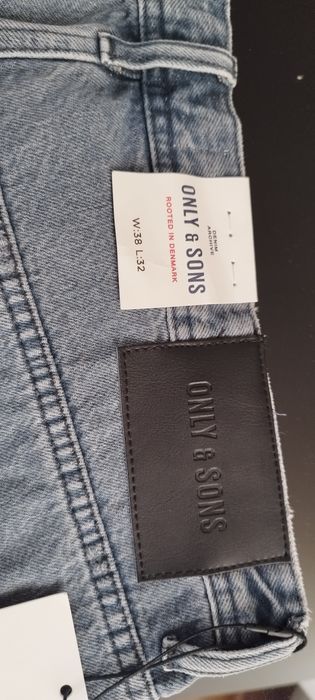 DENIM
ARCHIVE
ONLY & SONS
ROOTED IN DENMARK
W:38 L:32
ONLY & SONS